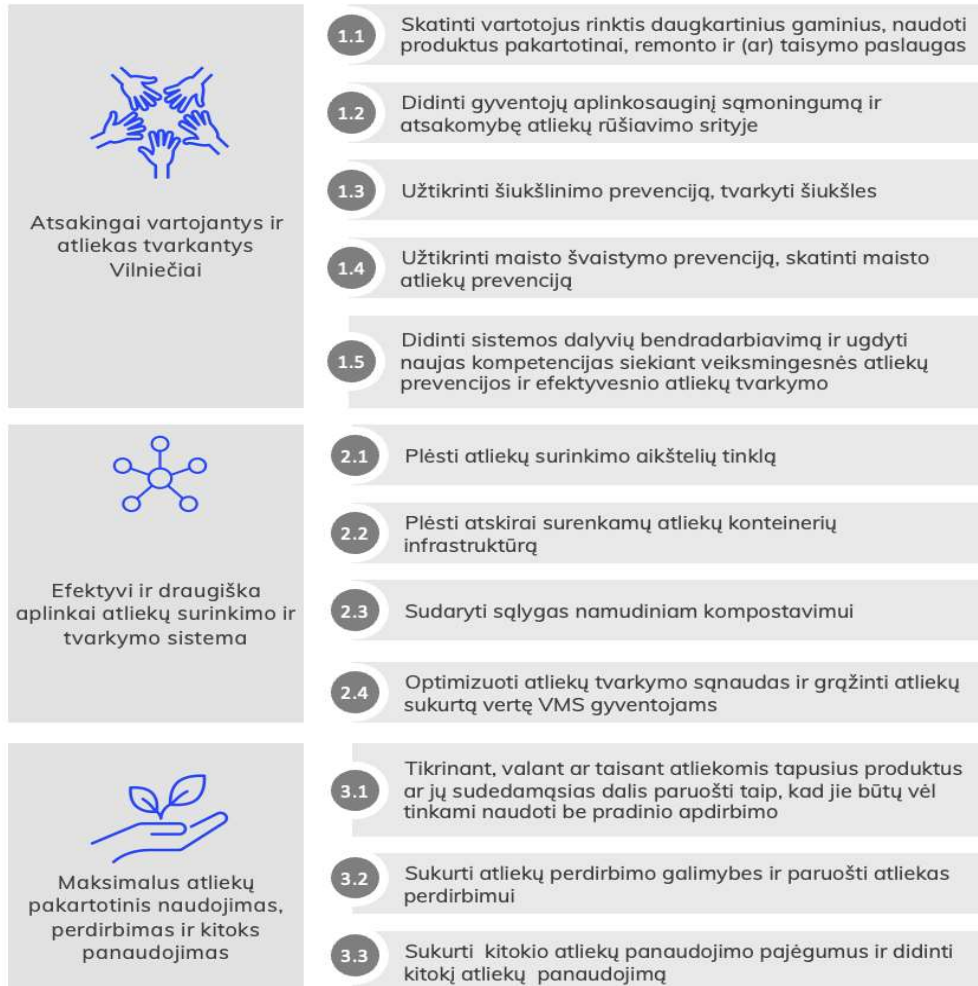 Atsakingai vartojantys ir
atliekas tvarkantys
Vilniečiai
1.1
Skatinti vartotojus rinktis daugkartinius gaminius, naudoti
produktus pakartotinai, remonto ir (ar) taisymo paslaugas
1.2
Didinti gyventojų aplinkosauginį sąmoningumą ir
atsakomybę atliekų rūšiavimo srityje
1.3
Užtikrinti šiukšlinimo prevenciją, tvarkyti šiukšles
1.4
Užtikrinti maisto švaistymo prevenciją, skatinti maisto
atliekų prevenciją
1.5
Didinti sistemos dalyvių bendradarbiavimą ir ugdyti
naujas kompetencijas siekiant veiksmingesnės atliekų
prevencijos ir efektyvesnio atliekų tvarkymo
Efektyvi ir draugiška
aplinkai atliekų surinkimo ir
tvarkymo sistema
2.1
Plėsti atliekų surinkimo aikštelių tinklą
2.2
Plėsti atskirai surenkamų atliekų konteinerių
infrastruktūrą
2.3
Sudaryti sąlygas namudiniam kompostavimui
2.4
Optimizuoti atliekų tvarkymo sąnaudas ir grąžinti atliekų
sukurtą vertę VMS gyventojams
Maksimalus atliekų
pakartotinis naudojimas,
perdirbimas ir kitoks
panaudojimas
3.1
Tikrinant, valant ar taisant atliekomis tapusius produktus
ar jų sudedamąsias dalis paruošti taip, kad jie būtų vėl
tinkami naudoti be pradinio apdirbimo
3.2
Sukurti atliekų perdirbimo galimybes ir paruošti atliekas
perdirbimui
3.3
Sukurti kitokio atliekų panaudojimo pajėgumus ir didinti
kitokį atliekų panaudojimą